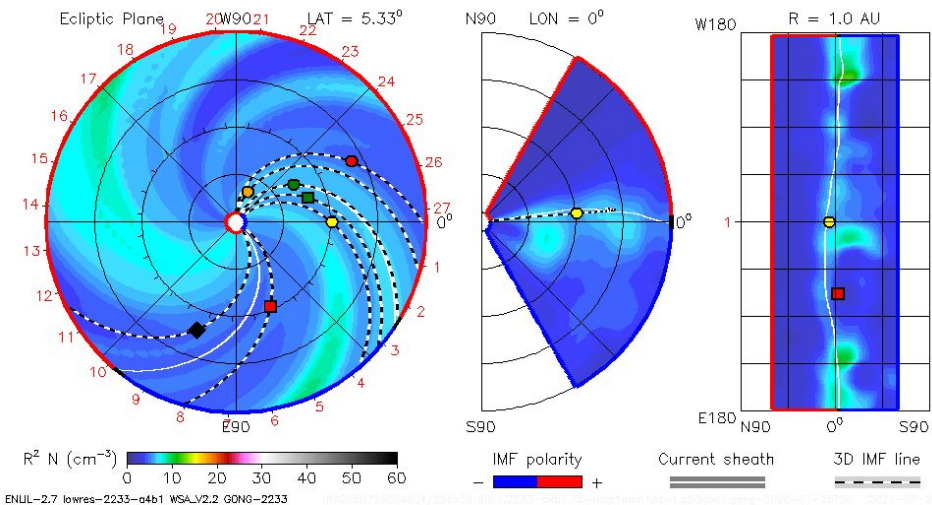 Ecliptic Plane
W90
LAT = 5.33⁰
N90
LON = 0⁰
W180
R = 1.0 AU
20
21
19
22
18
23
17
24
16
25
15
26
14
27
0⁰
13
1
12
2
11
3
10
4
9
5
8
6
7
E90
0⁰
S90
1
E180
N90
0⁰
S90
R² N (cm⁻³)
0
10
20
30
40
50
60
IMF polarity
-
+
Current sheath
3D IMF line
ENLIL-2.7 lowres-2233-a4b1 WSA_V2.2 GONG-2233